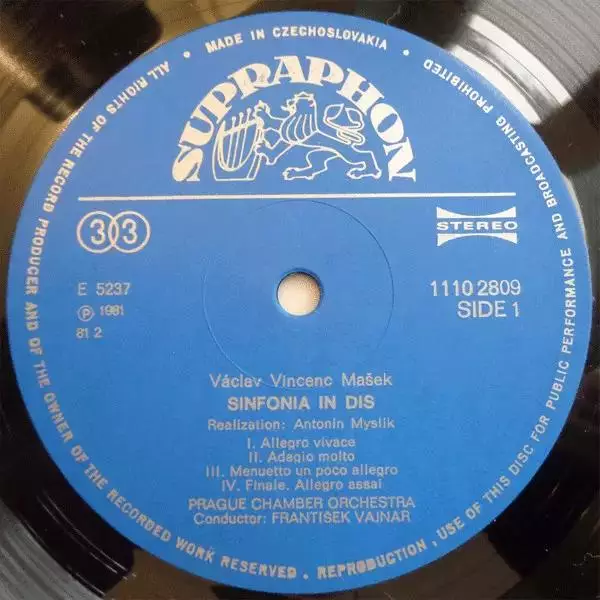 • MADE IN CZECHOSLOVAKIA •
ALL RIGHTS OF THE RECORD PRODUCER AND OF THE OWNER OF THE RECORDED WORK RESERVED. REPRODUCTION, USE OF THIS DISC FOR PUBLIC PERFORMANCE AND BROADCASTING PROHIBITED
SUPRAPHON
33
STEREO
E 5237
1110 2809
Ⓟ 1981
SIDE 1
81 2
Václav Vincenc Mašek
SINFONIA IN DIS
Realization: Antonín Myslík
I. Allegro vivace
II. Adagio molto
III. Menuetto un poco allegro
IV. Finale. Allegro assai
PRAGUE CHAMBER ORCHESTRA
Conductor: FRANTIŠEK VAJNAR